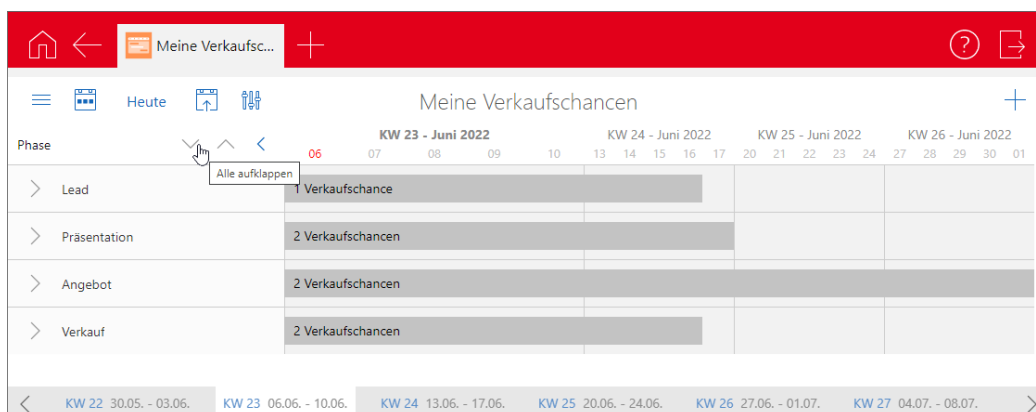 Meine Verkaufsc...
?
Heute
Meine Verkaufschancen
Phase
KW 23 - Juni 2022 KW 24 - Juni 2022 KW 25 - Juni 2022 KW 26 - Juni 2022
06 07 08 09 10 13 14 15 16 17 20 21 22 23 24 27 28 29 30 01
Alle aufklappen
Lead 1 Verkaufschance
Präsentation 2 Verkaufschancen
Angebot 2 Verkaufschancen
Verkauf 2 Verkaufschancen
KW 22 30.05. - 03.06. KW 23 06.06. - 10.06. KW 24 13.06. - 17.06. KW 25 20.06. - 24.06. KW 26 27.06. - 01.07. KW 27 04.07. - 08.07.